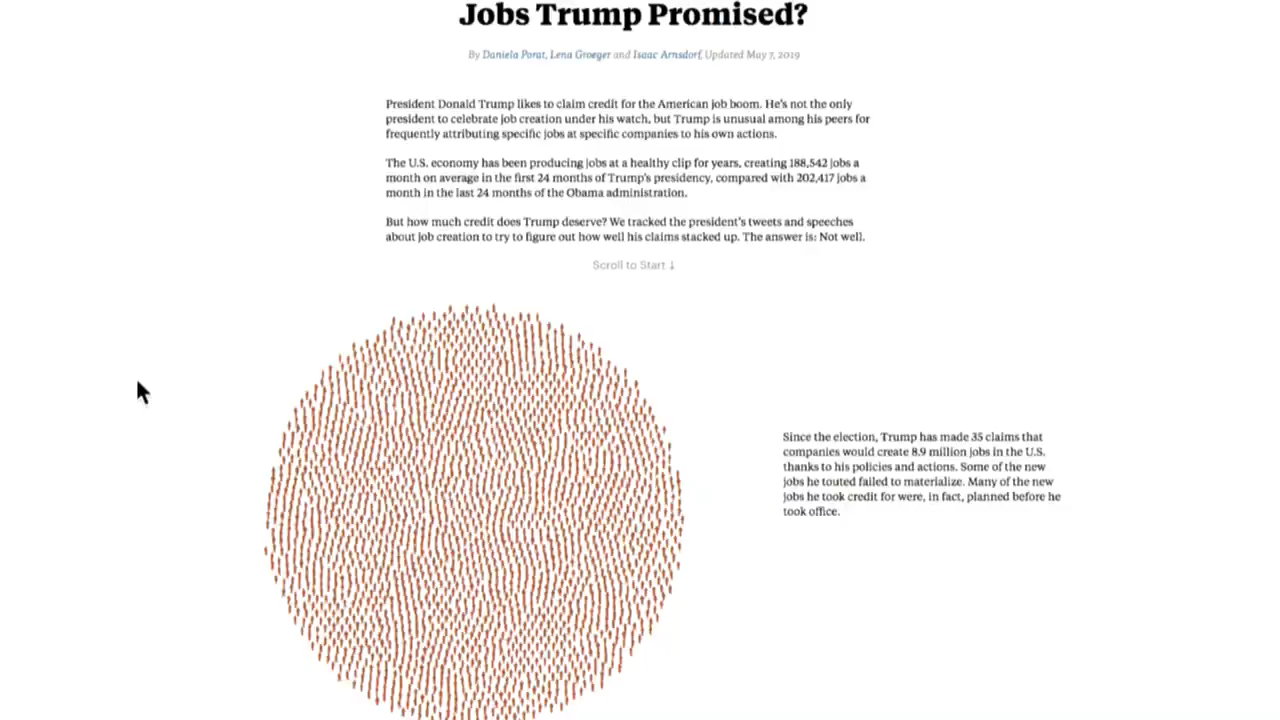 Jobs Trump Promised?
By Daniela Porat, Lena Groeger and Isaac Arnsdorf, Updated May 7, 2019
President Donald Trump likes to claim credit for the American job boom. He's not the only
president to celebrate job creation under his watch, but Trump is unusual among his peers for
frequently attributing specific jobs at specific companies to his own actions.
The U.S. economy has been producing jobs at a healthy clip for years, creating 188,542 jobs a
month on average in the first 24 months of Trump's presidency, compared with 202,417 jobs a
month in the last 24 months of the Obama administration.
But how much credit does Trump deserve? We tracked the president's tweets and speeches
about job creation to try to figure out how well his claims stacked up. The answer is: Not well.
Scroll to Start ↓
Since the election, Trump has made 35 claims that
companies would create 8.9 million jobs in the U.S.
thanks to his policies and actions. Some of the new
jobs he touted failed to materialize. Many of the new
jobs he took credit for were, in fact, planned before he
took office.